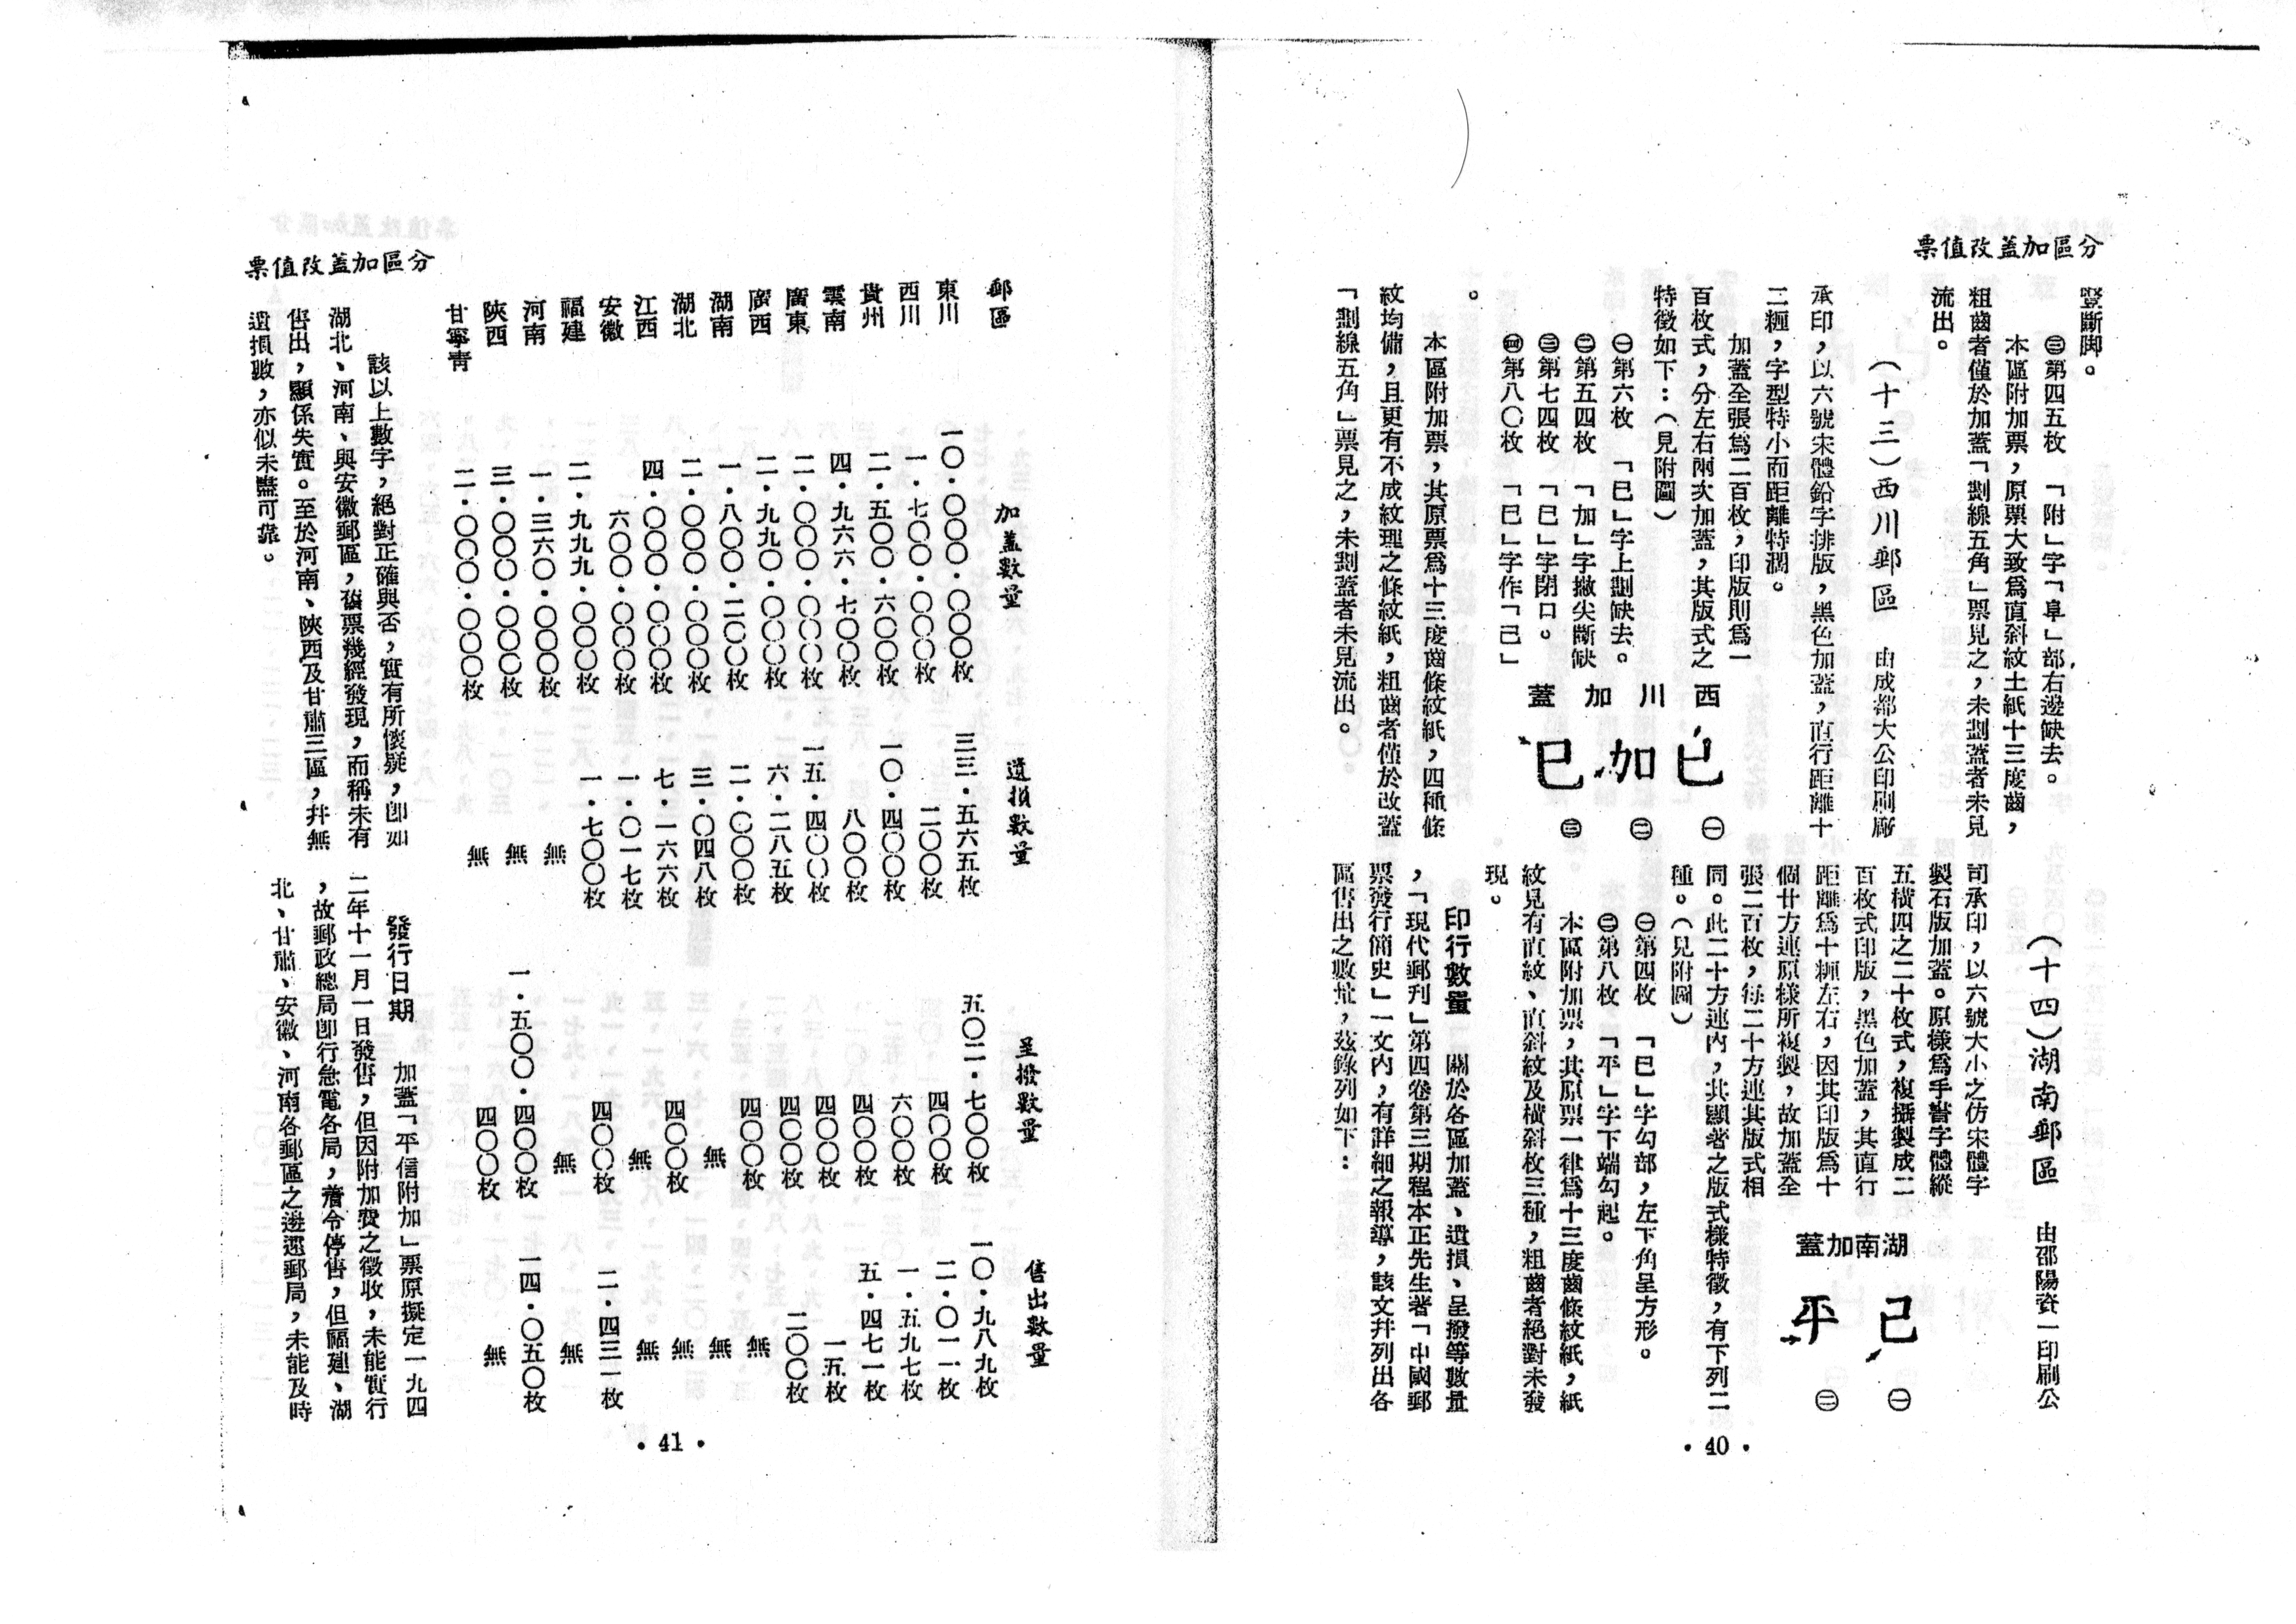 分區加蓋改值票
豎斷脚。
㊂第四五枚 「附」字「阜」部右邊缺去。
本區附加票，原票大致爲直斜紋土紙十三度齒，
粗齒者僅於加蓋「劃線五角」票見之，未劃蓋者未見
流出。
（十三）西川郵區 由成都大公印刷廠
承印，以六號宋體鉛字排版，黑色加蓋，直行距離十
二糎，字型特小而距離特濶。
加蓋全張爲二百枚，印版則爲一
百枚式，分左右兩次加蓋，其版式之
特徵如下：（見附圖）
㊀第六枚 「已」字上劃缺去。
㊁第五四枚 「加」字撇尖斷缺
㊂第七四枚 「已」字閉口。
㊃第八〇枚 「已」字作「己」
。
西川加蓋
已 ㊀
加 ㊁
巳 ㊂
本區附加票，其原票爲十三度齒條紋紙，四種條
紋均備，且更有不成紋理之條紋紙，粗齒者僅於改蓋
「劃線五角」票見之，未劃蓋者未見流出。
（十四）湖南郵區 由邵陽資一印刷公
司承印，以六號大小之仿宋體字
製石版加蓋。原樣爲手書字體縱
五橫四之二十枚式，複攝製成二
百枚式印版，黑色加蓋，其直行
距離爲十糎左右，因其印版爲十
個廿方連原樣所複製，故加蓋全
張二百枚，每二十方連其版式相
同。此二十方連內，其顯著之版式樣特徵，有下列二
種。（見附圖）
湖南加蓋
已 ㊀
平 ㊁
㊀第四枚 「已」字勾部，左下角呈方形。
㊁第八枚 「平」字下端勾起。
本區附加票，其原票一律爲十三度齒條紋紙，紙
紋見有直紋、直斜紋及橫斜枚三種，粗齒者絕對未發
現。
印行數量 關於各區加蓋、遺損、呈撥等數量
，「現代郵刊」第四卷第三期程本正先生著「中國郵
票發行簡史」一文內，有詳細之報導，該文幷列出各
區售出之數量，茲錄列如下：
・40・
分區加蓋改值票
郵區 加蓋數量 遺損數量 呈撥數量 售出數量
東川 一〇・〇〇〇・〇〇〇枚 三三・五六五枚 五〇二・七〇〇枚 一〇・九八九枚
西川 一・七〇〇・〇〇〇枚 二〇〇枚 四〇〇枚 二・〇一一枚
貴州 二・五〇〇・六〇〇枚 一〇・四〇〇枚 六〇〇枚 一・五九七枚
雲南 四・九六六・七〇〇枚 八〇〇枚 四〇〇枚 五・四七一枚
廣東 二・〇〇〇・〇〇〇枚 一五・四〇〇枚 四〇〇枚 一五枚
廣西 二・九九〇・〇〇〇枚 六・二八五枚 四〇〇枚 二〇〇枚
湖南 一・八〇〇・二〇〇枚 二・〇〇〇枚 四〇〇枚 無
湖北 二・〇〇〇・〇〇〇枚 三・〇四八枚 無 無
江西 四・〇〇〇・〇〇〇枚 七・一六六枚 四〇〇枚 無
安徽 六〇〇・〇〇〇枚 一・〇一七枚 無 無
福建 二・九九九・〇〇〇枚 一・七〇〇枚 四〇〇枚 二・四三一枚
河南 一・三六〇・〇〇〇枚 無 無 無
陝西 三・〇〇〇・〇〇〇枚 無 一・五〇〇・四〇〇枚 一四・〇五〇枚
甘寧靑 二・〇〇〇・〇〇〇枚 無 四〇〇枚 無
該以上數字，絕對正確與否，實有所懷疑，卽如
湖北、河南、與安徽郵區，舊票幾經發現，而稱未有
售出，顯係失實。至於河南、陝西及甘肅三區，幷無
遺損數，亦似未盡可靠。
發行日期 加蓋「平信附加」票原擬定一九四
二年十一月一日發售，但因附加費之徵收，未能實行
，故郵政總局卽行急電各局，着令停售，但福建、湖
北、甘肅、安徽、河南各郵區之邊遝郵局，未能及時
・41・